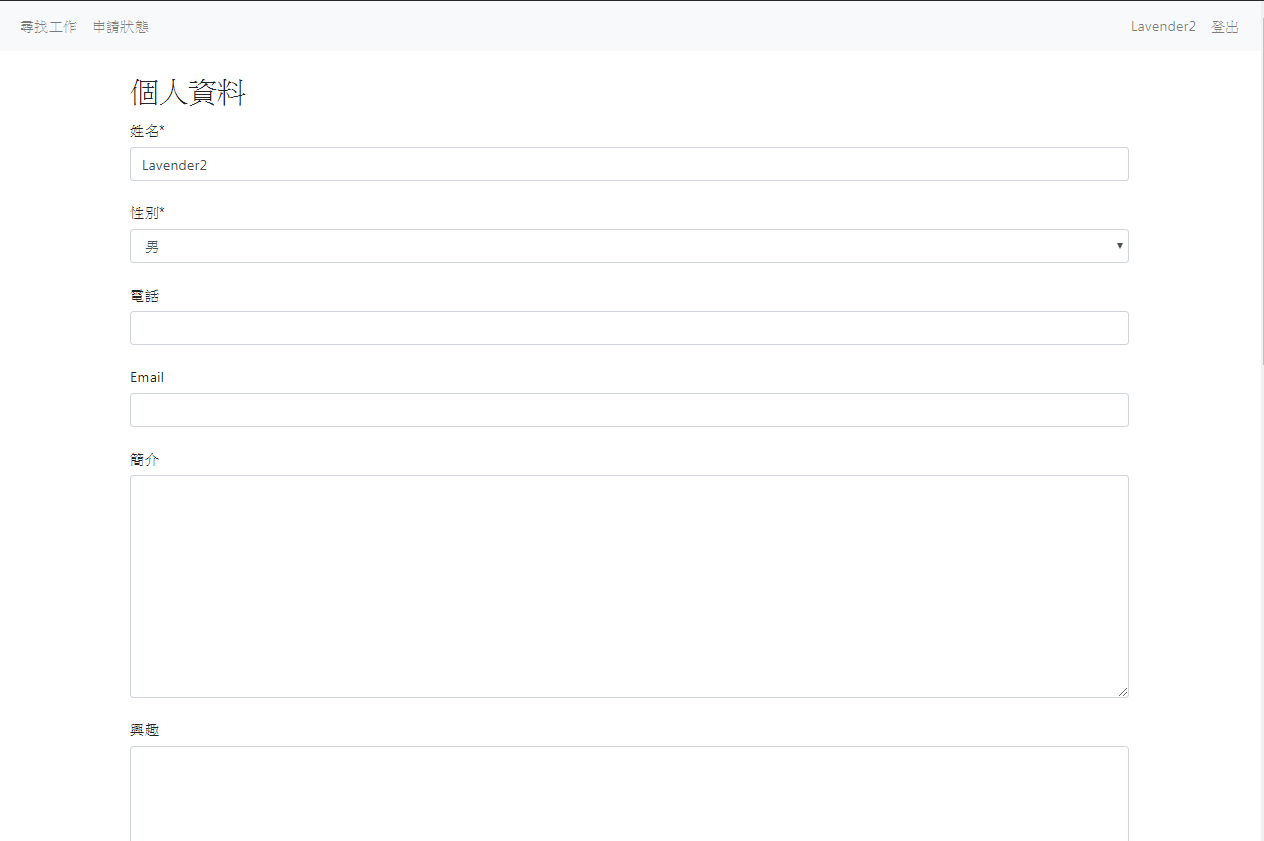 尋找工作 申請狀態 Lavender2 登出
個人資料
姓名*
Lavender2
性別*
男
電話
Email
簡介
興趣